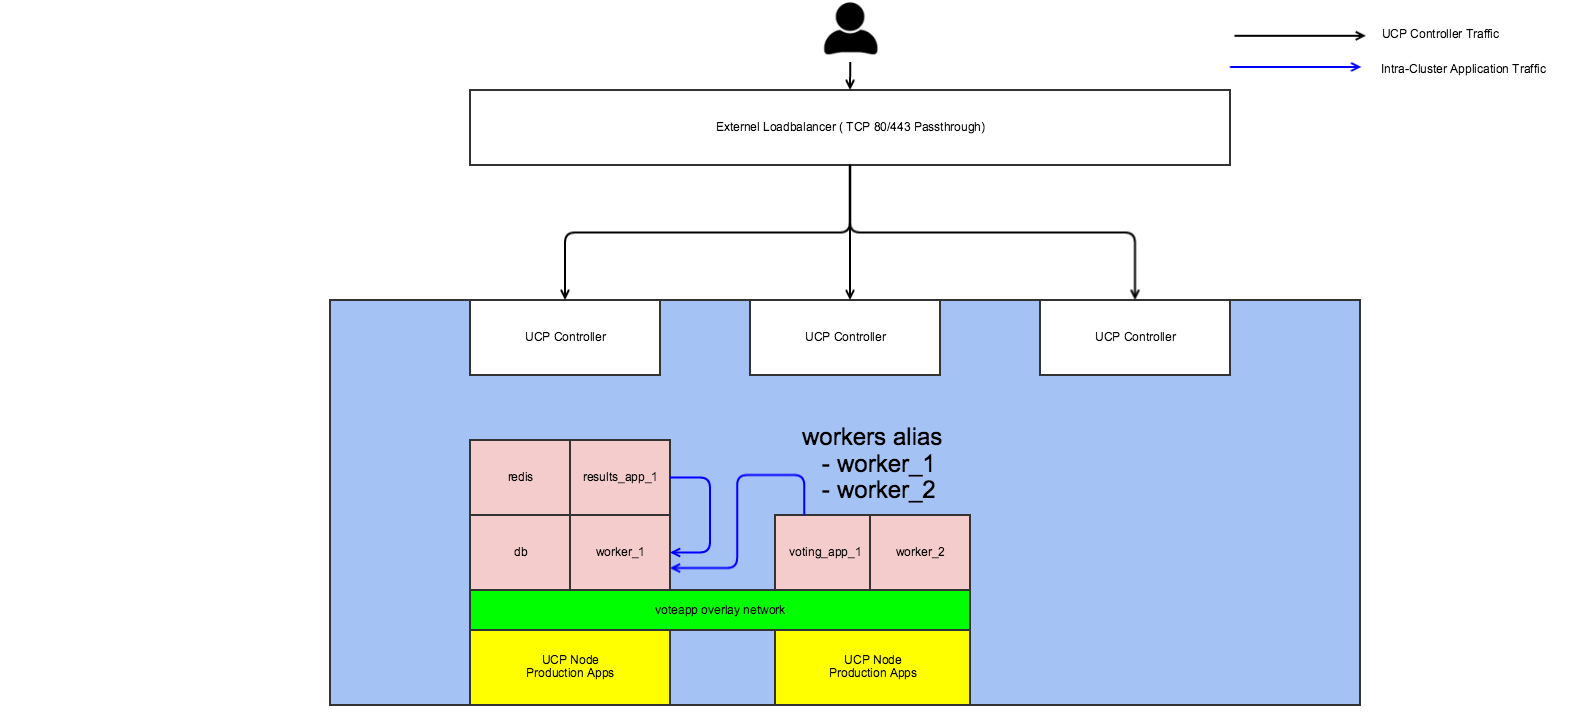 UCP Controller Traffic
Intra-Cluster Application Traffic
Externel Loadbalancer ( TCP 80/443 Passthrough)
UCP Controller
UCP Controller
UCP Controller
workers alias
- worker_1
- worker_2
redis
results_app_1
db
worker_1
voting_app_1
worker_2
voteapp overlay network
UCP Node
Production Apps
UCP Node
Production Apps